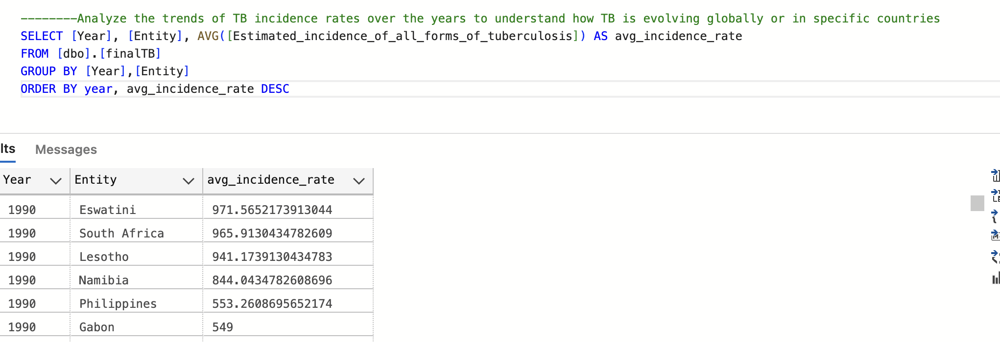 --------Analyze the trends of TB incidence rates over the years to understand how TB is evolving globally or in specific countries
SELECT [Year], [Entity], AVG([Estimated_incidence_of_all_forms_of_tuberculosis]) AS avg_incidence_rate
FROM [dbo].[finalTB]
GROUP BY [Year],[Entity]
ORDER BY year, avg_incidence_rate DESC
lts Messages
Year Entity avg_incidence_rate
1990 Eswatini 971.5652173913044
1990 South Africa 965.9130434782609
1990 Lesotho 941.1739130434783
1990 Namibia 844.0434782608696
1990 Philippines 553.2608695652174
1990 Gabon 549